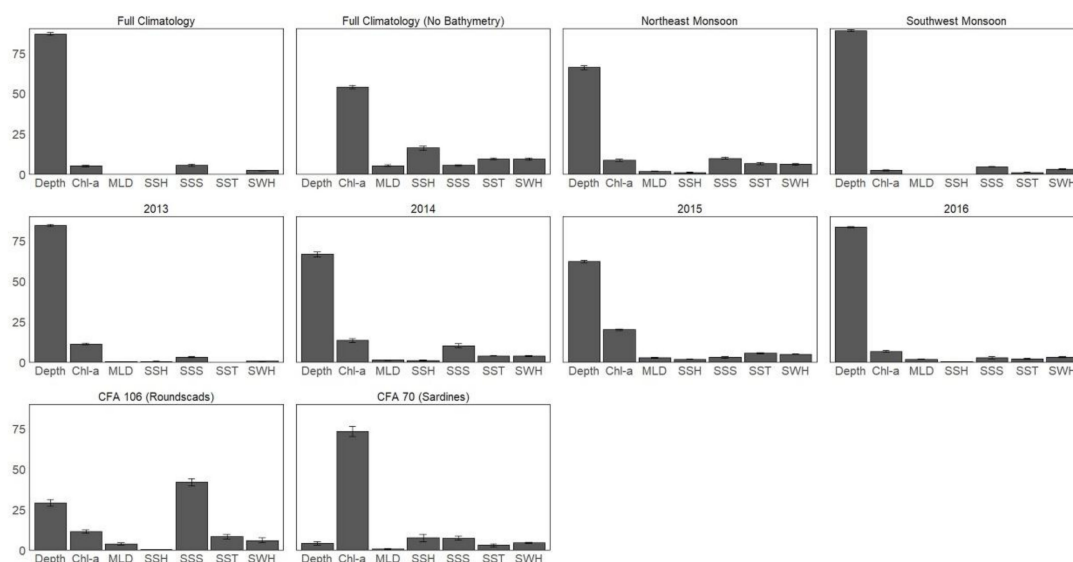 Full Climatology
Full Climatology (No Bathymetry)
Northeast Monsoon
Southwest Monsoon
75
50
25
0
Depth Chl-a MLD SSH SSS SST SWH
Depth Chl-a MLD SSH SSS SST SWH
Depth Chl-a MLD SSH SSS SST SWH
Depth Chl-a MLD SSH SSS SST SWH
2013
2014
2015
2016
75
50
25
0
Depth Chl-a MLD SSH SSS SST SWH
Depth Chl-a MLD SSH SSS SST SWH
Depth Chl-a MLD SSH SSS SST SWH
Depth Chl-a MLD SSH SSS SST SWH
CFA 106 (Roundscads)
CFA 70 (Sardines)
75
50
25
0
Depth Chl-a MLD SSH SSS SST SWH
Depth Chl-a MLD SSH SSS SST SWH